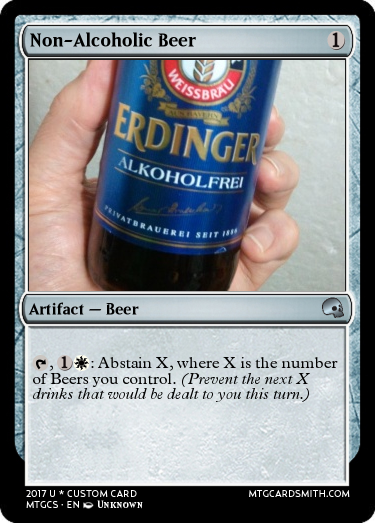 Non-Alcoholic Beer 1
WEISSBRÄU
ERDINGER
ALKOHOLFREI
PRIVATBRAUEREI SEIT 1886
Artifact — Beer
, 1 : Abstain X, where X is the number
of Beers you control. (Prevent the next X
drinks that would be dealt to you this turn.)
2017 U * CUSTOM CARD
MTGCS · EN UNKNOWN
MTGCARDSMITH.COM